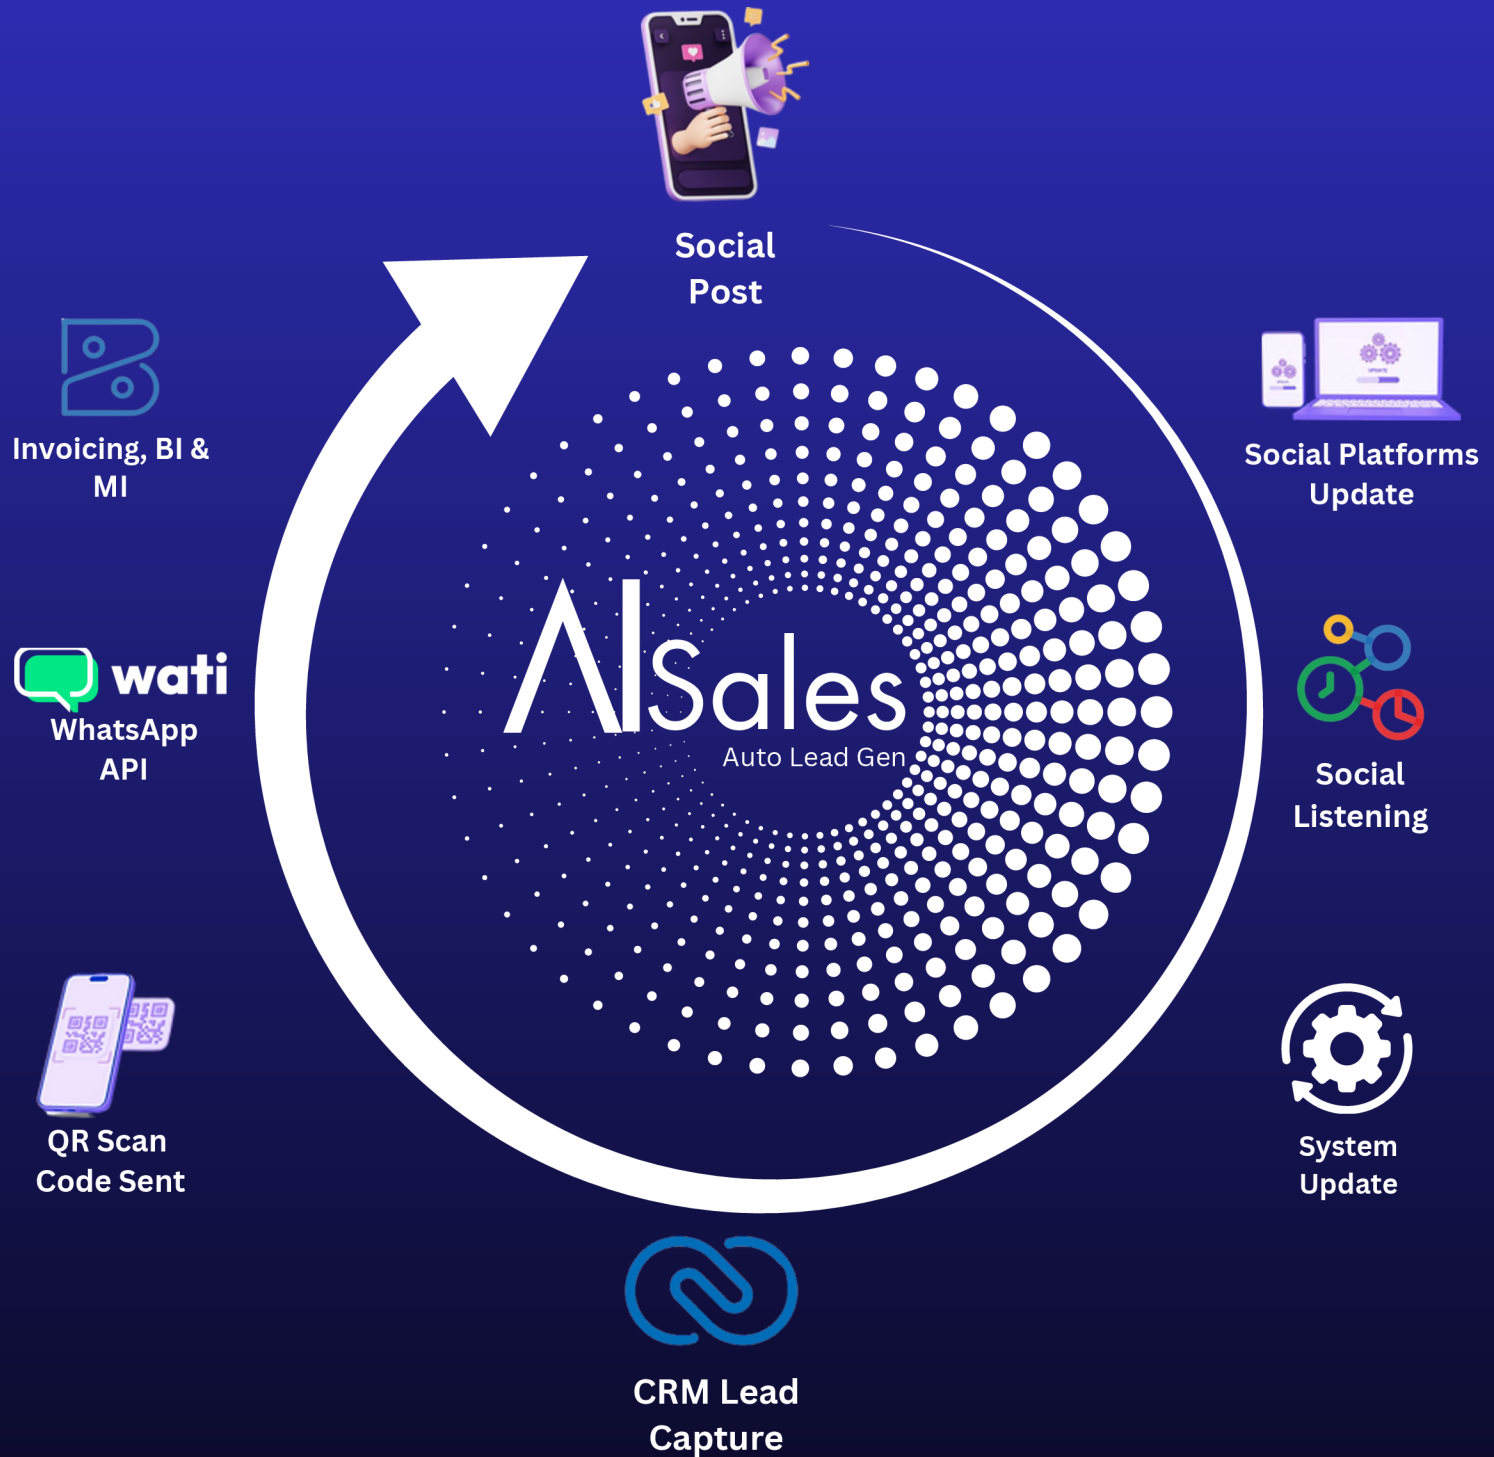 Social
Post
Social Platforms
Update
Social
Listening
System
Update
CRM Lead
Capture
QR Scan
Code Sent
wati
WhatsApp
API
Invoicing, BI &
MI
AISales
Auto Lead Gen